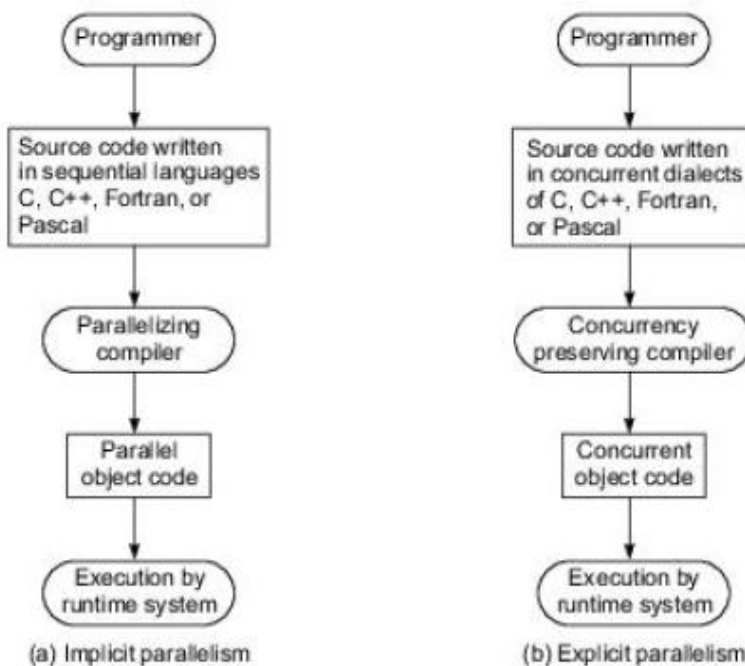 Programmer
Source code written
in sequential languages
C, C++, Fortran, or
Pascal
Parallelizing
compiler
Parallel
object code
Execution by
runtime system
(a) Implicit parallelism
Programmer
Source code written
in concurrent dialects
of C, C++, Fortran,
or Pascal
Concurrency
preserving compiler
Concurrent
object code
Execution by
runtime system
(b) Explicit parallelism